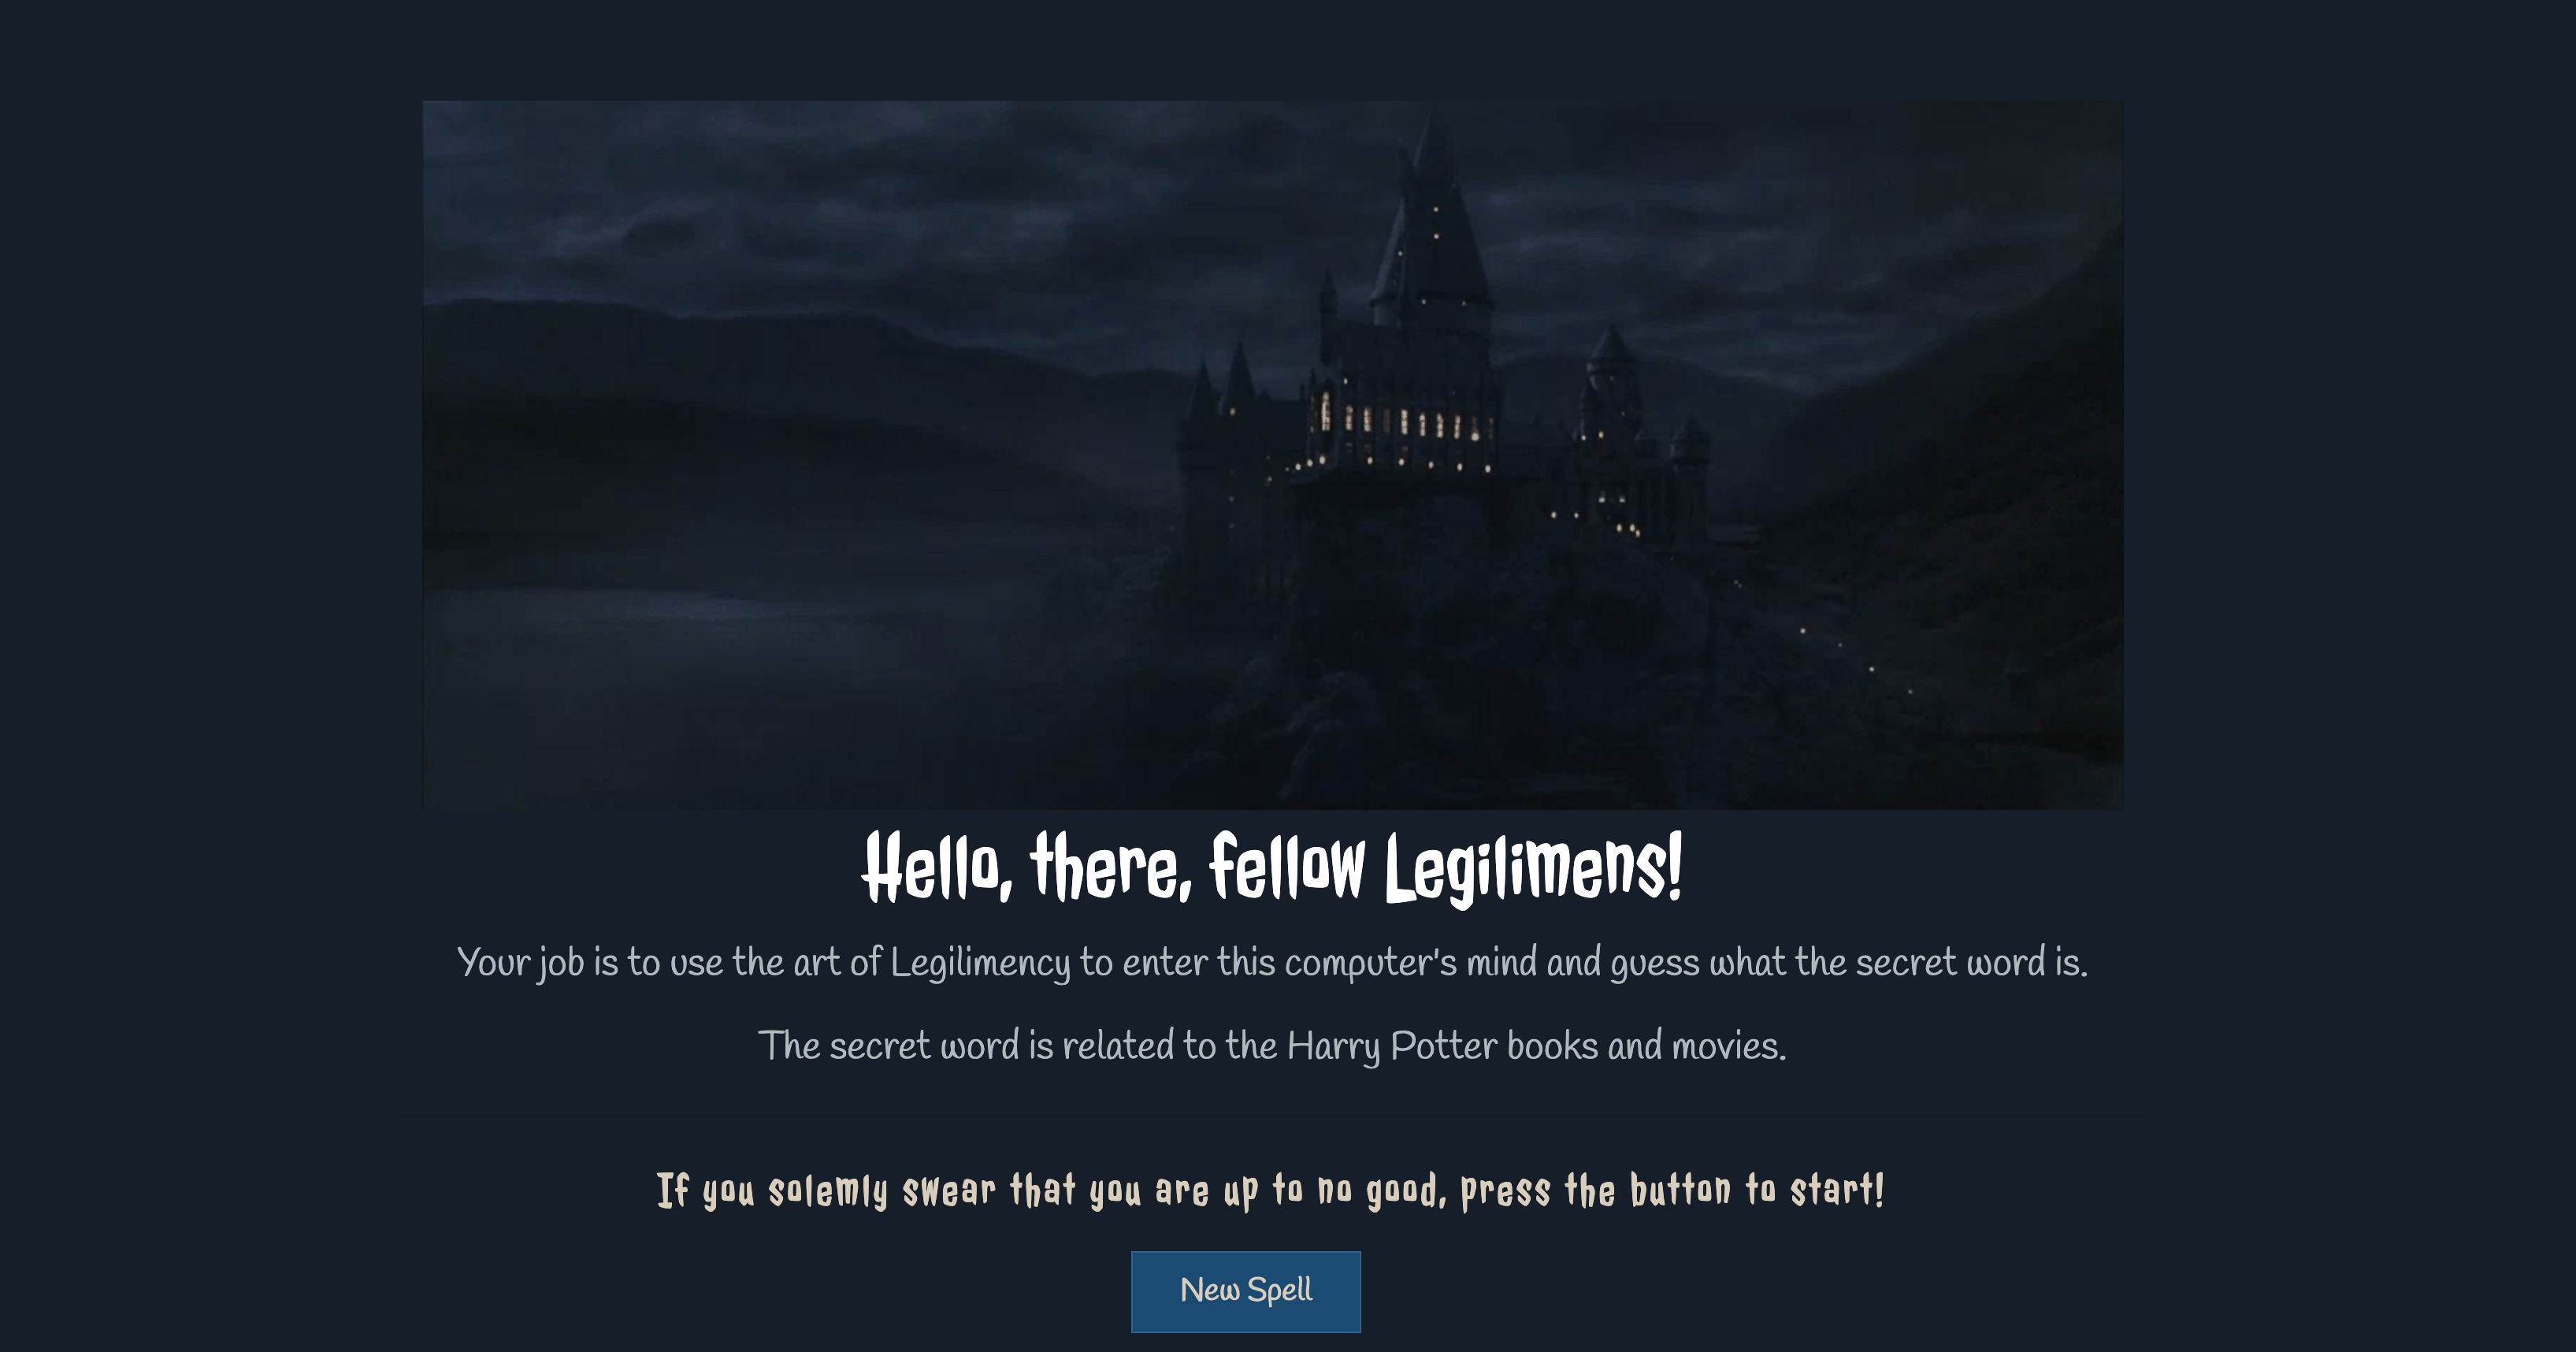 Hello, there, fellow Legilimens!
Your job is to use the art of Legilimency to enter this computer's mind and guess what the secret word is.
The secret word is related to the Harry Potter books and movies.
If you solemly swear that you are up to no good, press the button to start!
New Spell